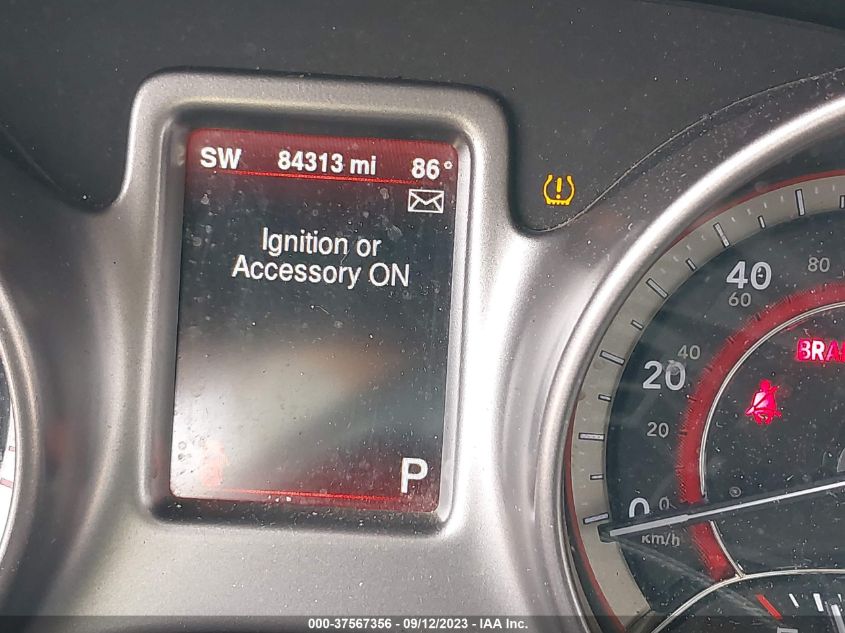 SW 84313 mi 86°
Ignition or
Accessory ON
P
40 80
60
20 40
20
0 0
km/h
000-37567356 - 09/12/2023 - IAA Inc.